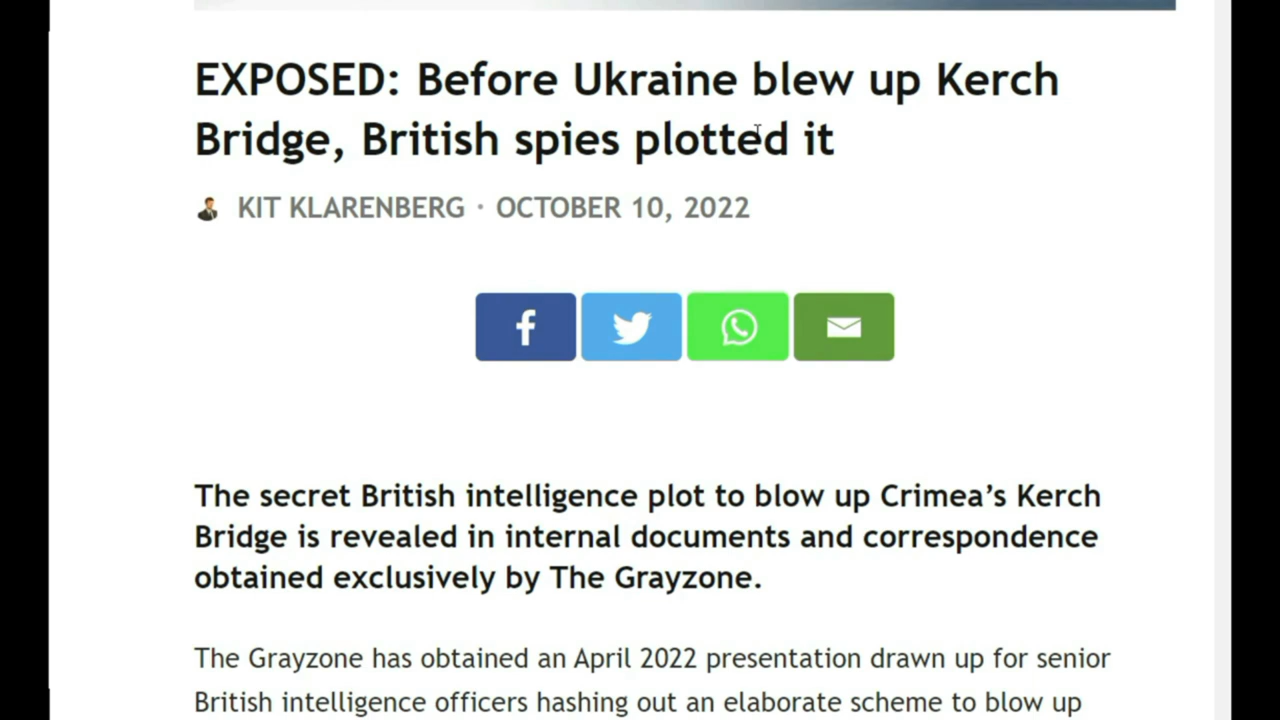 EXPOSED: Before Ukraine blew up Kerch
Bridge, British spies plotted it
KIT KLARENBERG · OCTOBER 10, 2022
The secret British intelligence plot to blow up Crimea’s Kerch
Bridge is revealed in internal documents and correspondence
obtained exclusively by The Grayzone.
The Grayzone has obtained an April 2022 presentation drawn up for senior
British intelligence officers hashing out an elaborate scheme to blow up